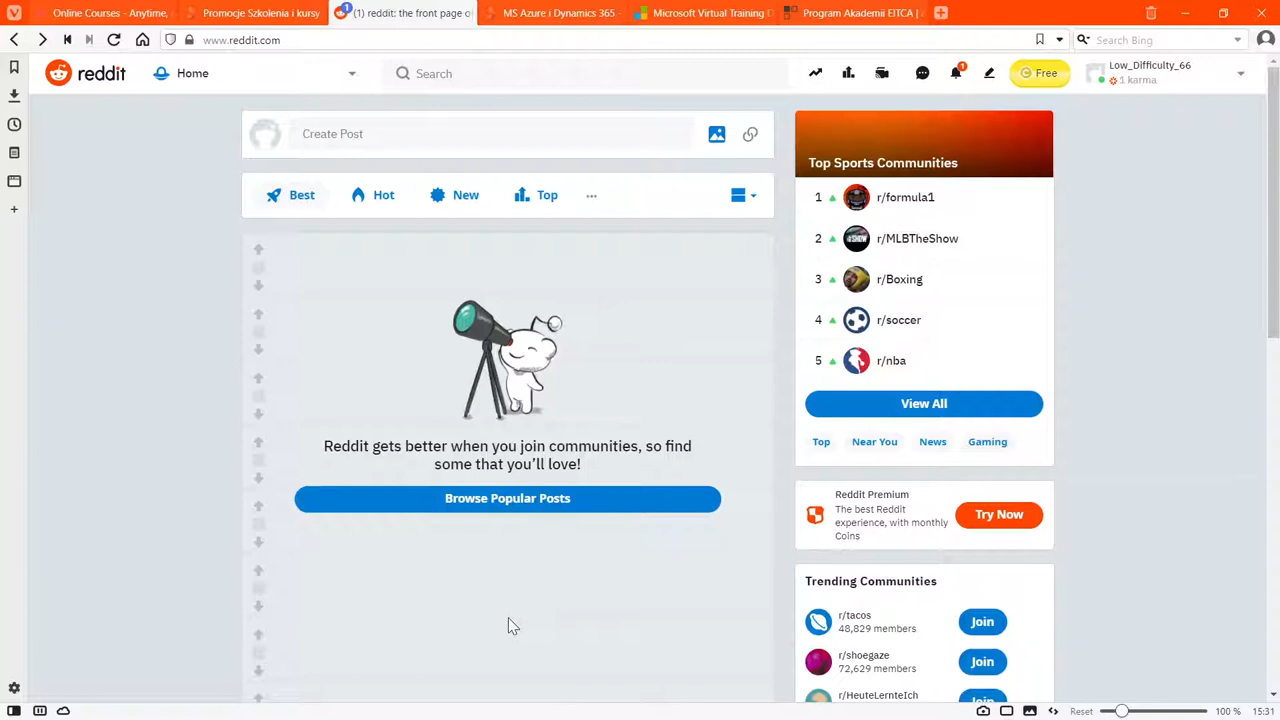 Online Courses - Anytime,
Promocje Szkolenia i kursy
1
(1) reddit: the front page o
MS Azure i Dynamics 365 -
Microsoft Virtual Training D
Program Akademii EITCA |
www.reddit.com
Search Bing
reddit
Home
Search
1
Free
Low_Difficulty_66
1 karma
Create Post
Best
Hot
New
Top
...
Reddit gets better when you join communities, so find
some that you'll love!
Browse Popular Posts
Top Sports Communities
1 r/formula1
2 r/MLBTheShow
3 r/Boxing
4 r/soccer
5 r/nba
View All
Top Near You News Gaming
Reddit Premium
The best Reddit
experience, with monthly
Coins
Try Now
Trending Communities
r/tacos
48,829 members
Join
r/shoegaze
72,629 members
Join
r/HeuteLernteIch
Join
Reset
100 %
15:31